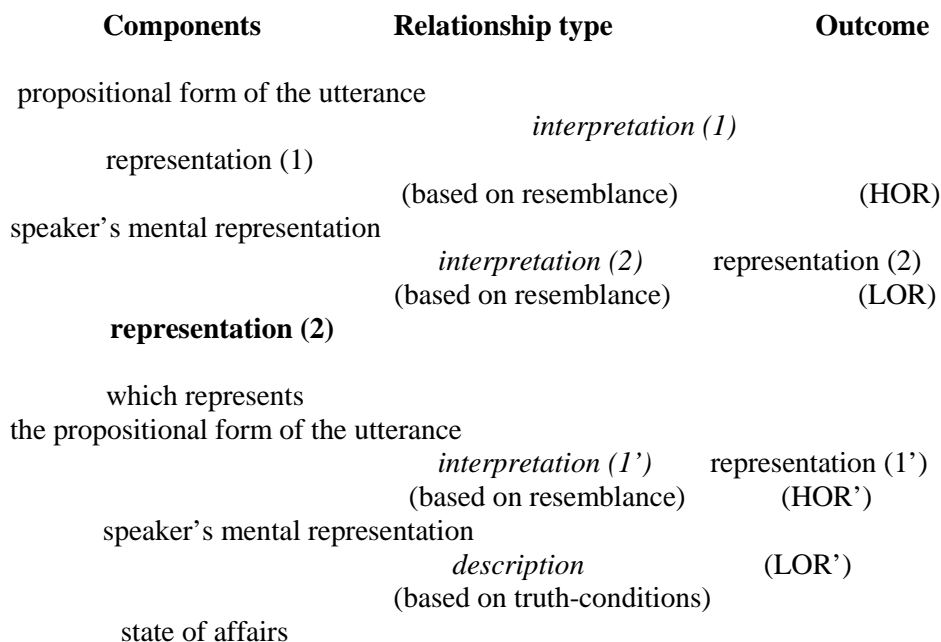 Components Relationship type Outcome
propositional form of the utterance
interpretation (1)
representation (1)
(based on resemblance) (HOR)
speaker’s mental representation
interpretation (2) representation (2)
(based on resemblance) (LOR)
representation (2)
which represents
the propositional form of the utterance
interpretation (1’) representation (1’)
(based on resemblance) (HOR’)
speaker’s mental representation
description (LOR’)
(based on truth-conditions)
state of affairs